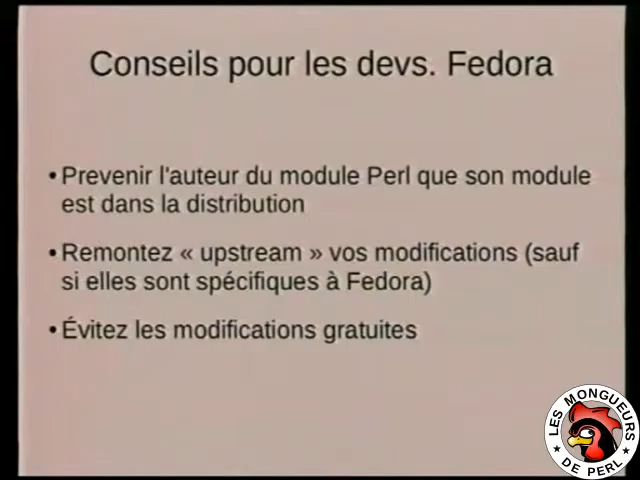 Conseils pour les devs. Fedora
• Prevenir l'auteur du module Perl que son module
est dans la distribution
• Remontez « upstream » vos modifications (sauf
si elles sont spécifiques à Fedora)
• Évitez les modifications gratuites
LES MONGUEURS
★ DE PERL ★